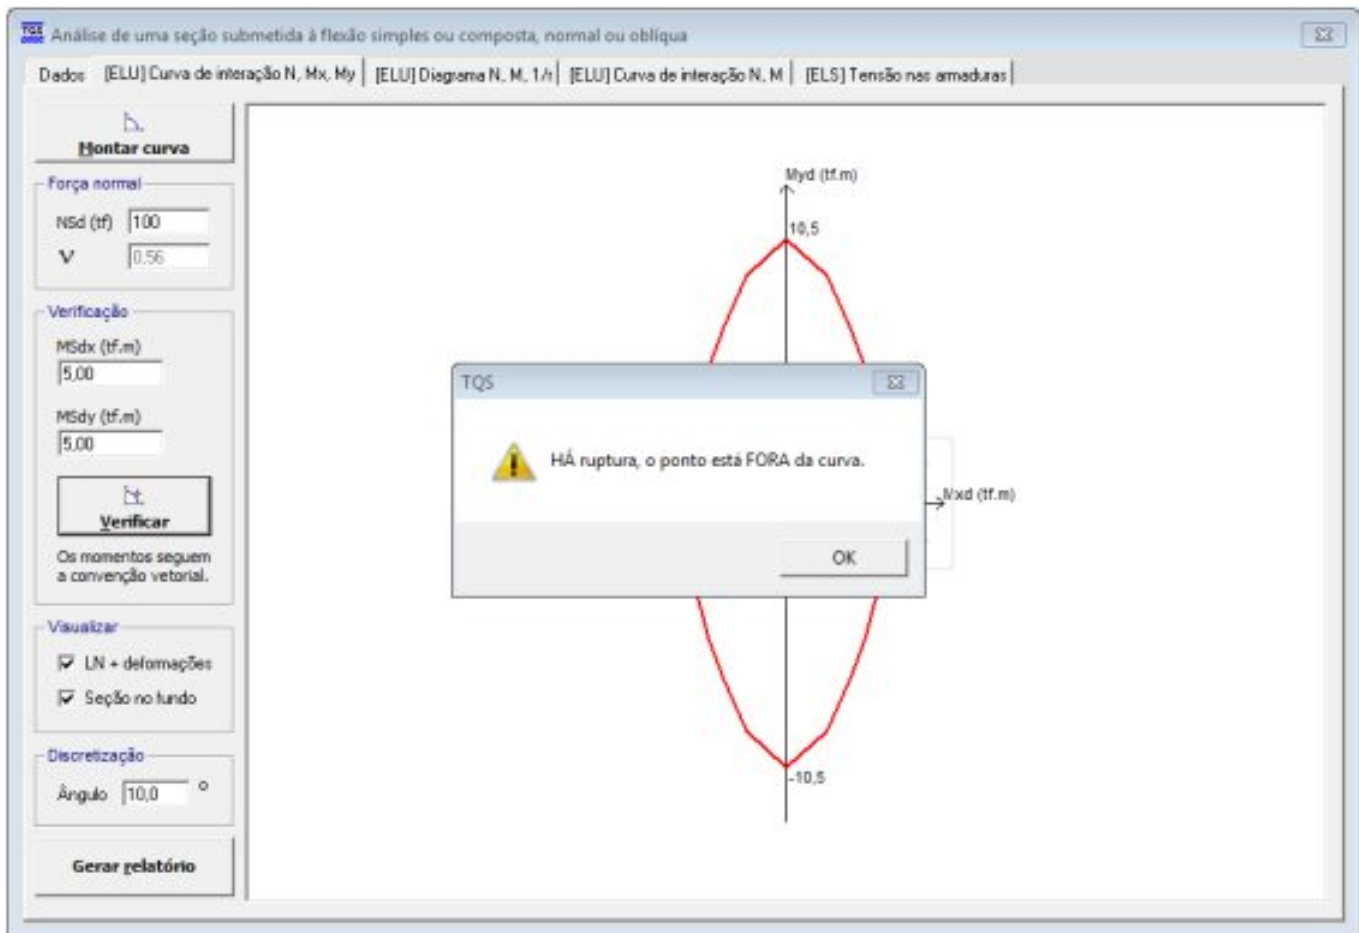 TQS Análise de uma seção submetida à flexão simples ou composta, normal ou oblíqua
Dados [ELU] Curva de interação N, Mx, My [ELU] Diagrama N, M, 1/r [ELU] Curva de interação N, M [ELS] Tensão nas armaduras
Montar curva
Força normal
NSd (tf) 100
ν 0.56
Verificação
MSdx (tf.m)
5,00
MSdy (tf.m)
5,00
Verificar
Os momentos seguem
a convenção vetorial.
Visualizar
LN + deformações
Seção no fundo
Discretização
Ângulo 10,0 °
Gerar relatório
Myd (tf.m)
10,5
TQS
HÁ ruptura, o ponto está FORA da curva.
OK
Mxd (tf.m)
-10,5